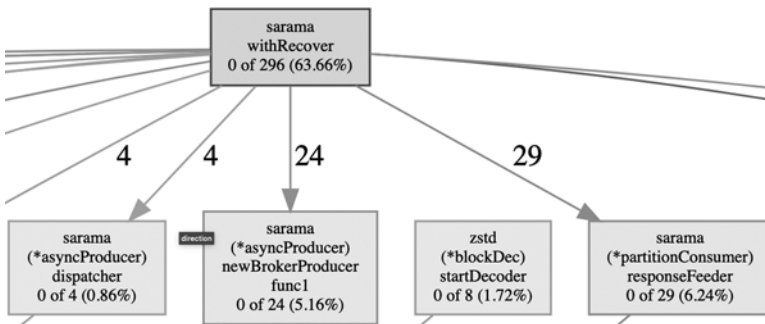 sarama
withRecover
0 of 296 (63.66%)
4
4
24
29
sarama
(*asyncProducer)
dispatcher
0 of 4 (0.86%)
direction
sarama
(*asyncProducer)
newBrokerProducer
func1
0 of 24 (5.16%)
zstd
(*blockDec)
startDecoder
0 of 8 (1.72%)
sarama
(*partitionConsumer)
responseFeeder
0 of 29 (6.24%)